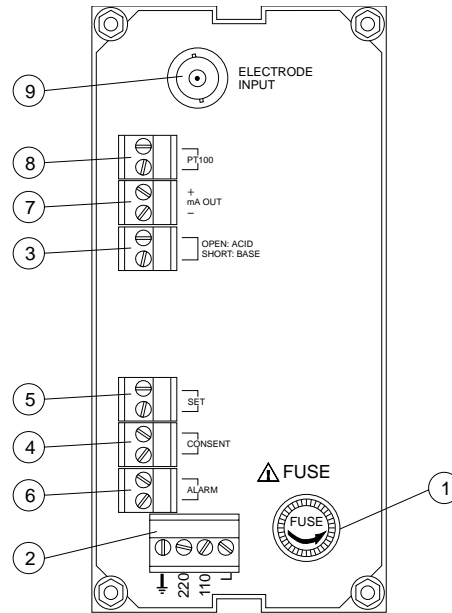 ELECTRODE
INPUT
9
8
PT100
7
+
mA OUT
–
3
OPEN: ACID
SHORT: BASE
5
SET
4
CONSENT
6
ALARM
FUSE
1
FUSE
2
220
110